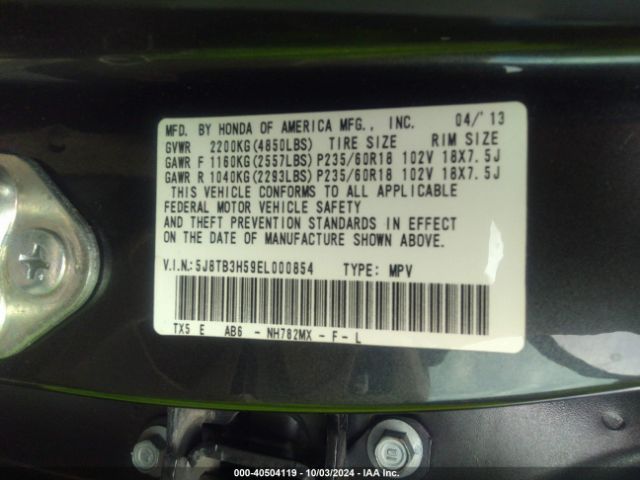 MFD. BY HONDA OF AMERICA MFG., INC. 04/'13
GVWR 2200KG(4850LBS) TIRE SIZE RIM SIZE
GAWR F 1160KG(2557LBS) P235/60R18 102V 18X7.5J
GAWR R 1040KG(2293LBS) P235/60R18 102V 18X7.5J
THIS VEHICLE CONFORMS TO ALL APPLICABLE
FEDERAL MOTOR VEHICLE SAFETY
AND THEFT PREVENTION STANDARDS IN EFFECT
ON THE DATE OF MANUFACTURE SHOWN ABOVE.
V.I.N.:5J8TB3H59EL000854 TYPE: MPV
TX5 E AB6 - NH782MX - F - L
000-40504119 - 10/03/2024 - IAA Inc.